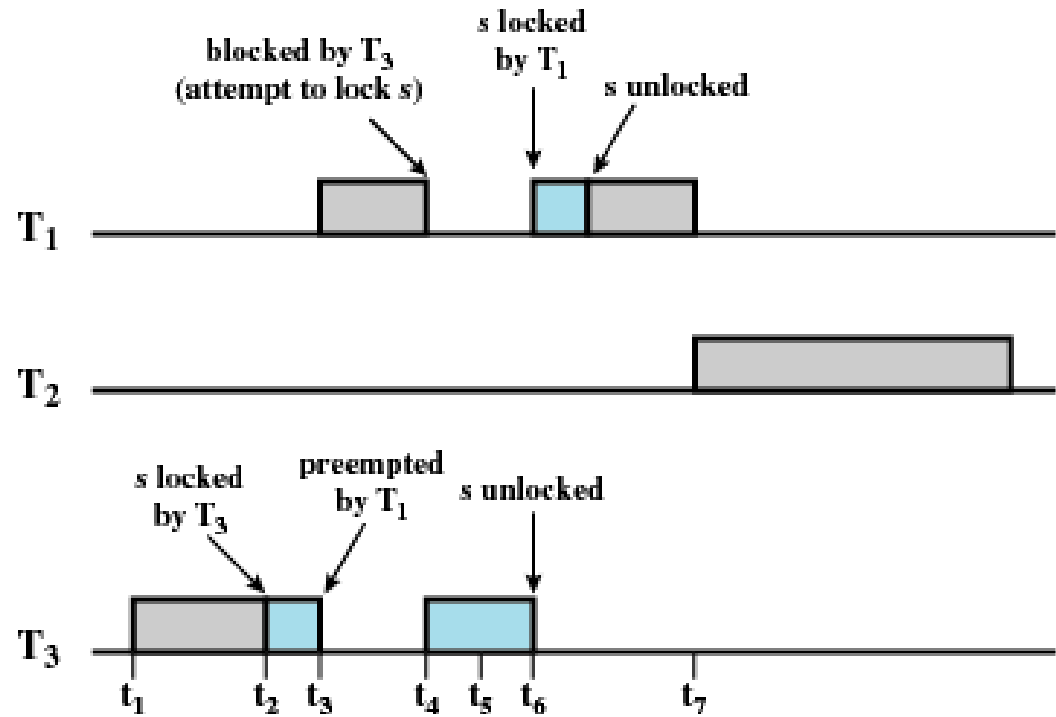 s locked
by T₁
blocked by T₃
(attempt to lock s)
s unlocked
T₁
T₂
s locked
by T₃
preempted
by T₁
s unlocked
T₃
t₁ t₂ t₃ t₄ t₅ t₆ t₇